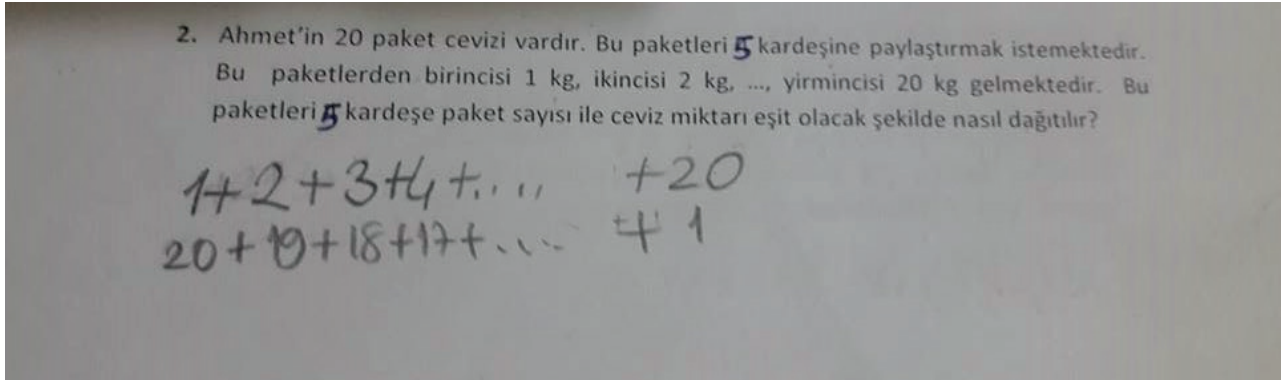 2. Ahmet'in 20 paket cevizi vardır. Bu paketleri 5 kardeşine paylaştırmak istemektedir.
Bu paketlerden birincisi 1 kg, ikincisi 2 kg, ..., yirmincisi 20 kg gelmektedir. Bu
paketleri 5 kardeşe paket sayısı ile ceviz miktarı eşit olacak şekilde nasıl dağıtılır?
1+2+3+4+.... +20
20+19+18+17+.... +1